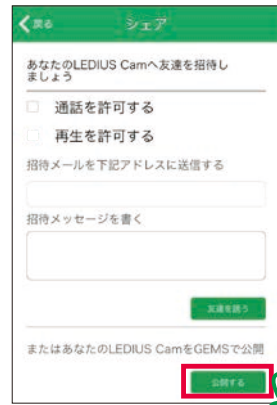 戻る
シェア
あなたのLEDIUS Camへ友達を招待し
ましょう
通話を許可する
再生を許可する
招待メールを下記アドレスに送信する
招待メッセージを書く
友達を誘う
またはあなたのLEDIUS CamをGEMSで公開
公開する